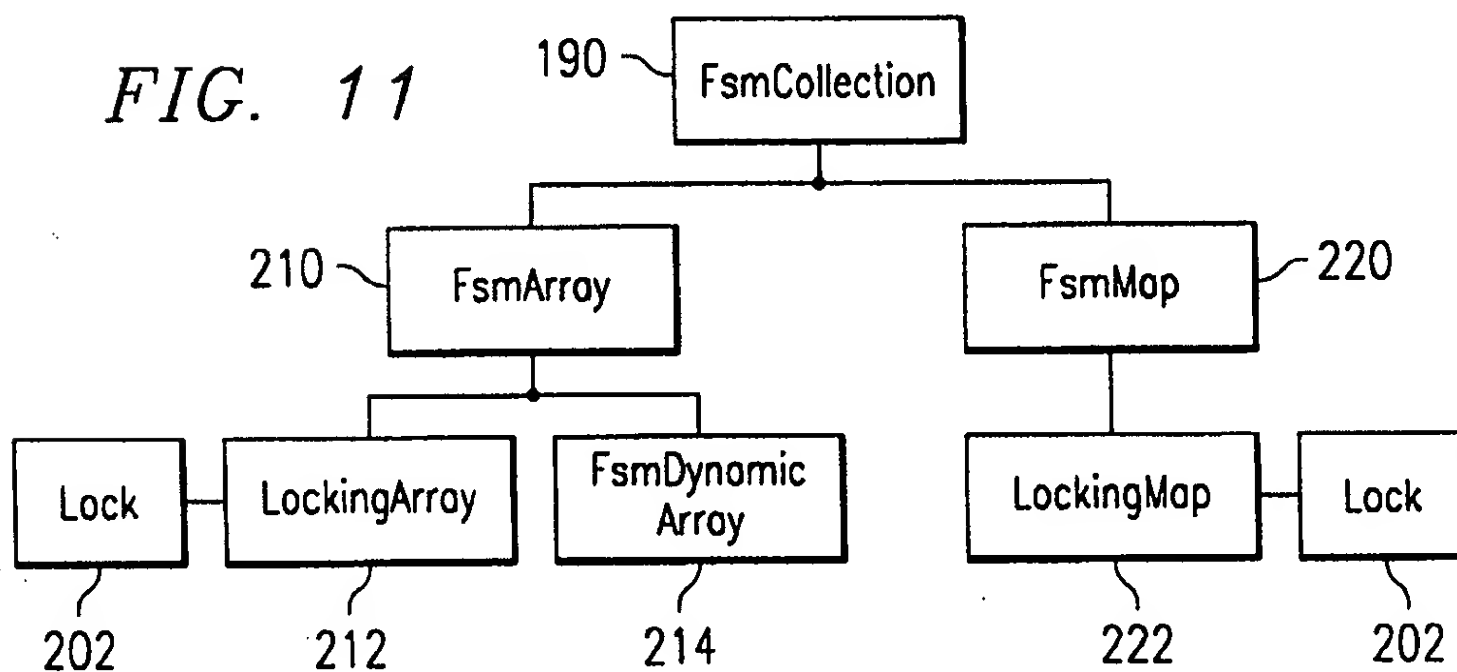 FIG. 11
190
FsmCollection
210
FsmArray
FsmMap
220
Lock
LockingArray
FsmDynamic
Array
LockingMap
Lock
202
212
214
222
202